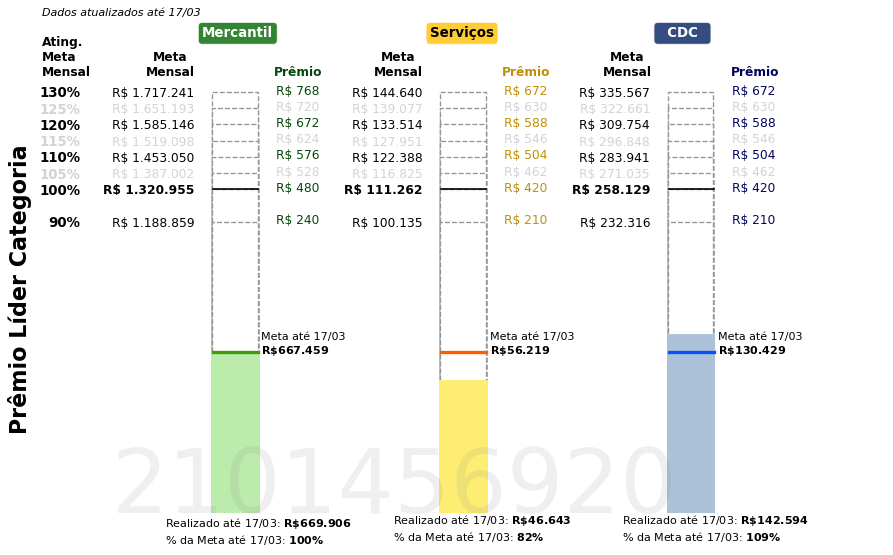 Dados atualizados até 17/03
Mercantil
Serviços
CDC
Ating. Meta Mensal
Meta Mensal
Prêmio
Meta Mensal
Prêmio
Meta Mensal
Prêmio
130% R$ 1.717.241 R$ 768 R$ 144.640 R$ 672 R$ 335.567 R$ 672
125% R$ 1.651.193 R$ 720 R$ 139.077 R$ 630 R$ 322.661 R$ 630
120% R$ 1.585.146 R$ 672 R$ 133.514 R$ 588 R$ 309.754 R$ 588
115% R$ 1.519.098 R$ 624 R$ 127.951 R$ 546 R$ 296.848 R$ 546
110% R$ 1.453.050 R$ 576 R$ 122.388 R$ 504 R$ 283.941 R$ 504
105% R$ 1.387.002 R$ 528 R$ 116.825 R$ 462 R$ 271.035 R$ 462
100% R$ 1.320.955 R$ 480 R$ 111.262 R$ 420 R$ 258.129 R$ 420
90% R$ 1.188.859 R$ 240 R$ 100.135 R$ 210 R$ 232.316 R$ 210
Prêmio Líder Categoria
Meta até 17/03
R$667.459
Meta até 17/03
R$56.219
Meta até 17/03
R$130.429
2101456920
Realizado até 17/03: R$669.906
% da Meta até 17/03: 100%
Realizado até 17/03: R$46.643
% da Meta até 17/03: 82%
Realizado até 17/03: R$142.594
% da Meta até 17/03: 109%